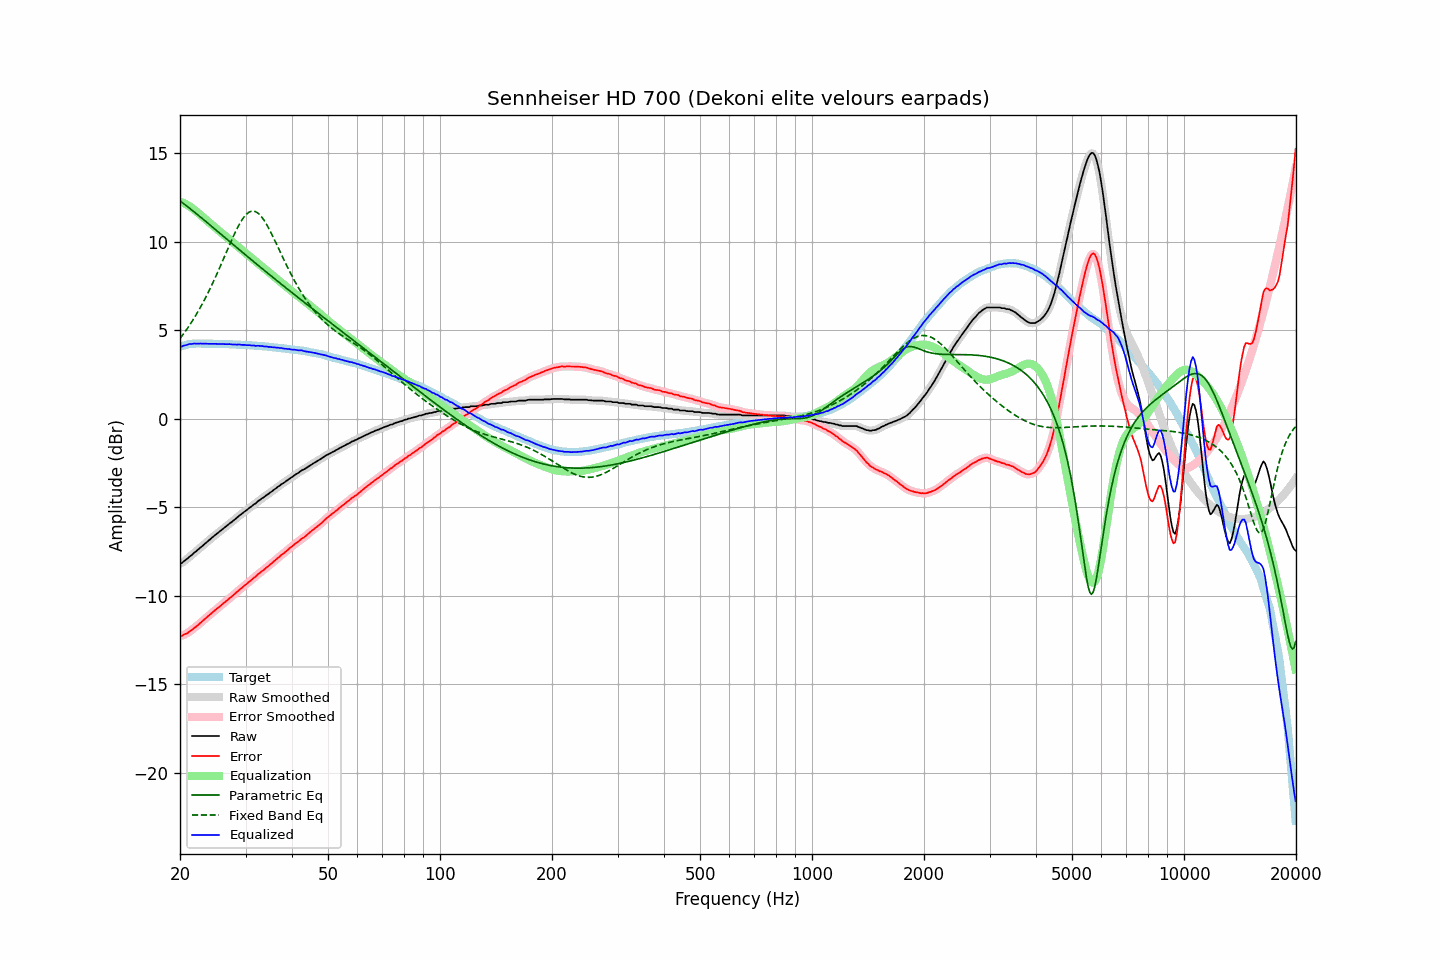 Sennheiser HD 700 (Dekoni elite velours earpads)
Amplitude (dBr)
15
10
5
0
−5
−10
−15
−20
Target
Raw Smoothed
Error Smoothed
Raw
Error
Equalization
Parametric Eq
Fixed Band Eq
Equalized
20 50 100 200 500 1000 2000 5000 10000 20000
Frequency (Hz)